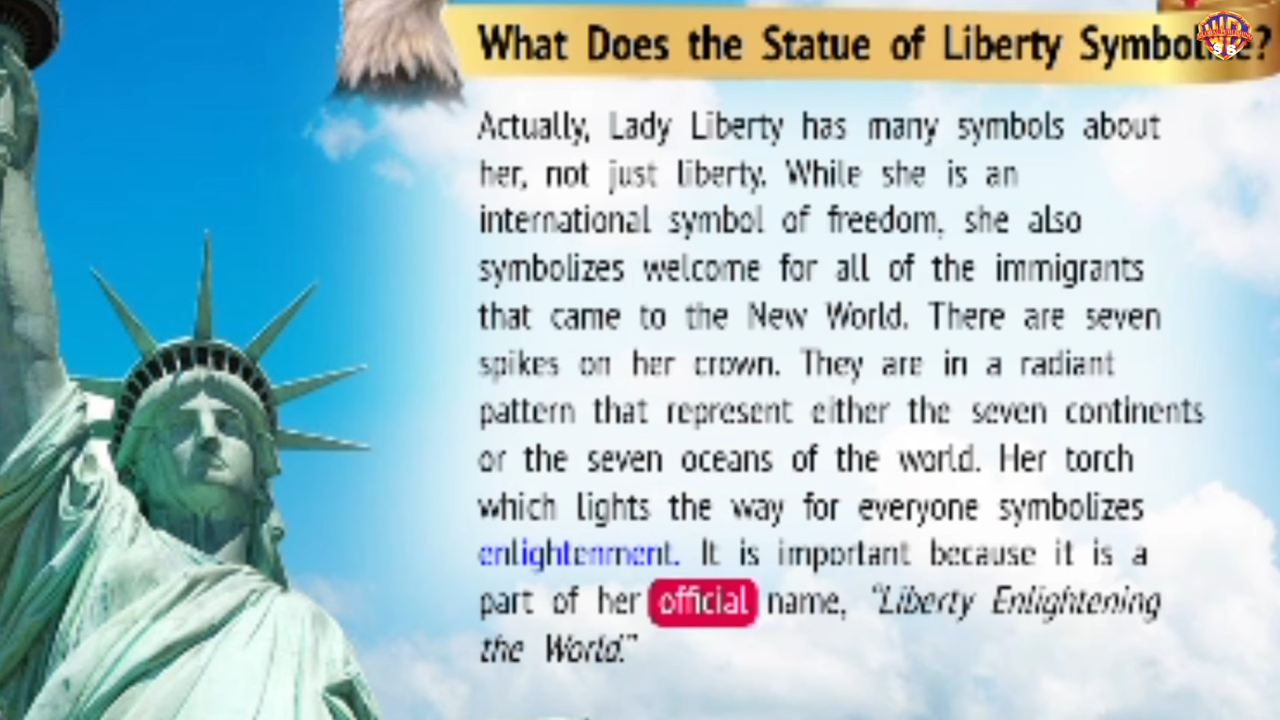 What Does the Statue of Liberty Symbolize?
Actually, Lady Liberty has many symbols about
her, not just liberty. While she is an
international symbol of freedom, she also
symbolizes welcome for all of the immigrants
that came to the New World. There are seven
spikes on her crown. They are in a radiant
pattern that represent either the seven continents
or the seven oceans of the world. Her torch
which lights the way for everyone symbolizes
enlightenment. It is important because it is a
part of her official name, "Liberty Enlightening
the World."